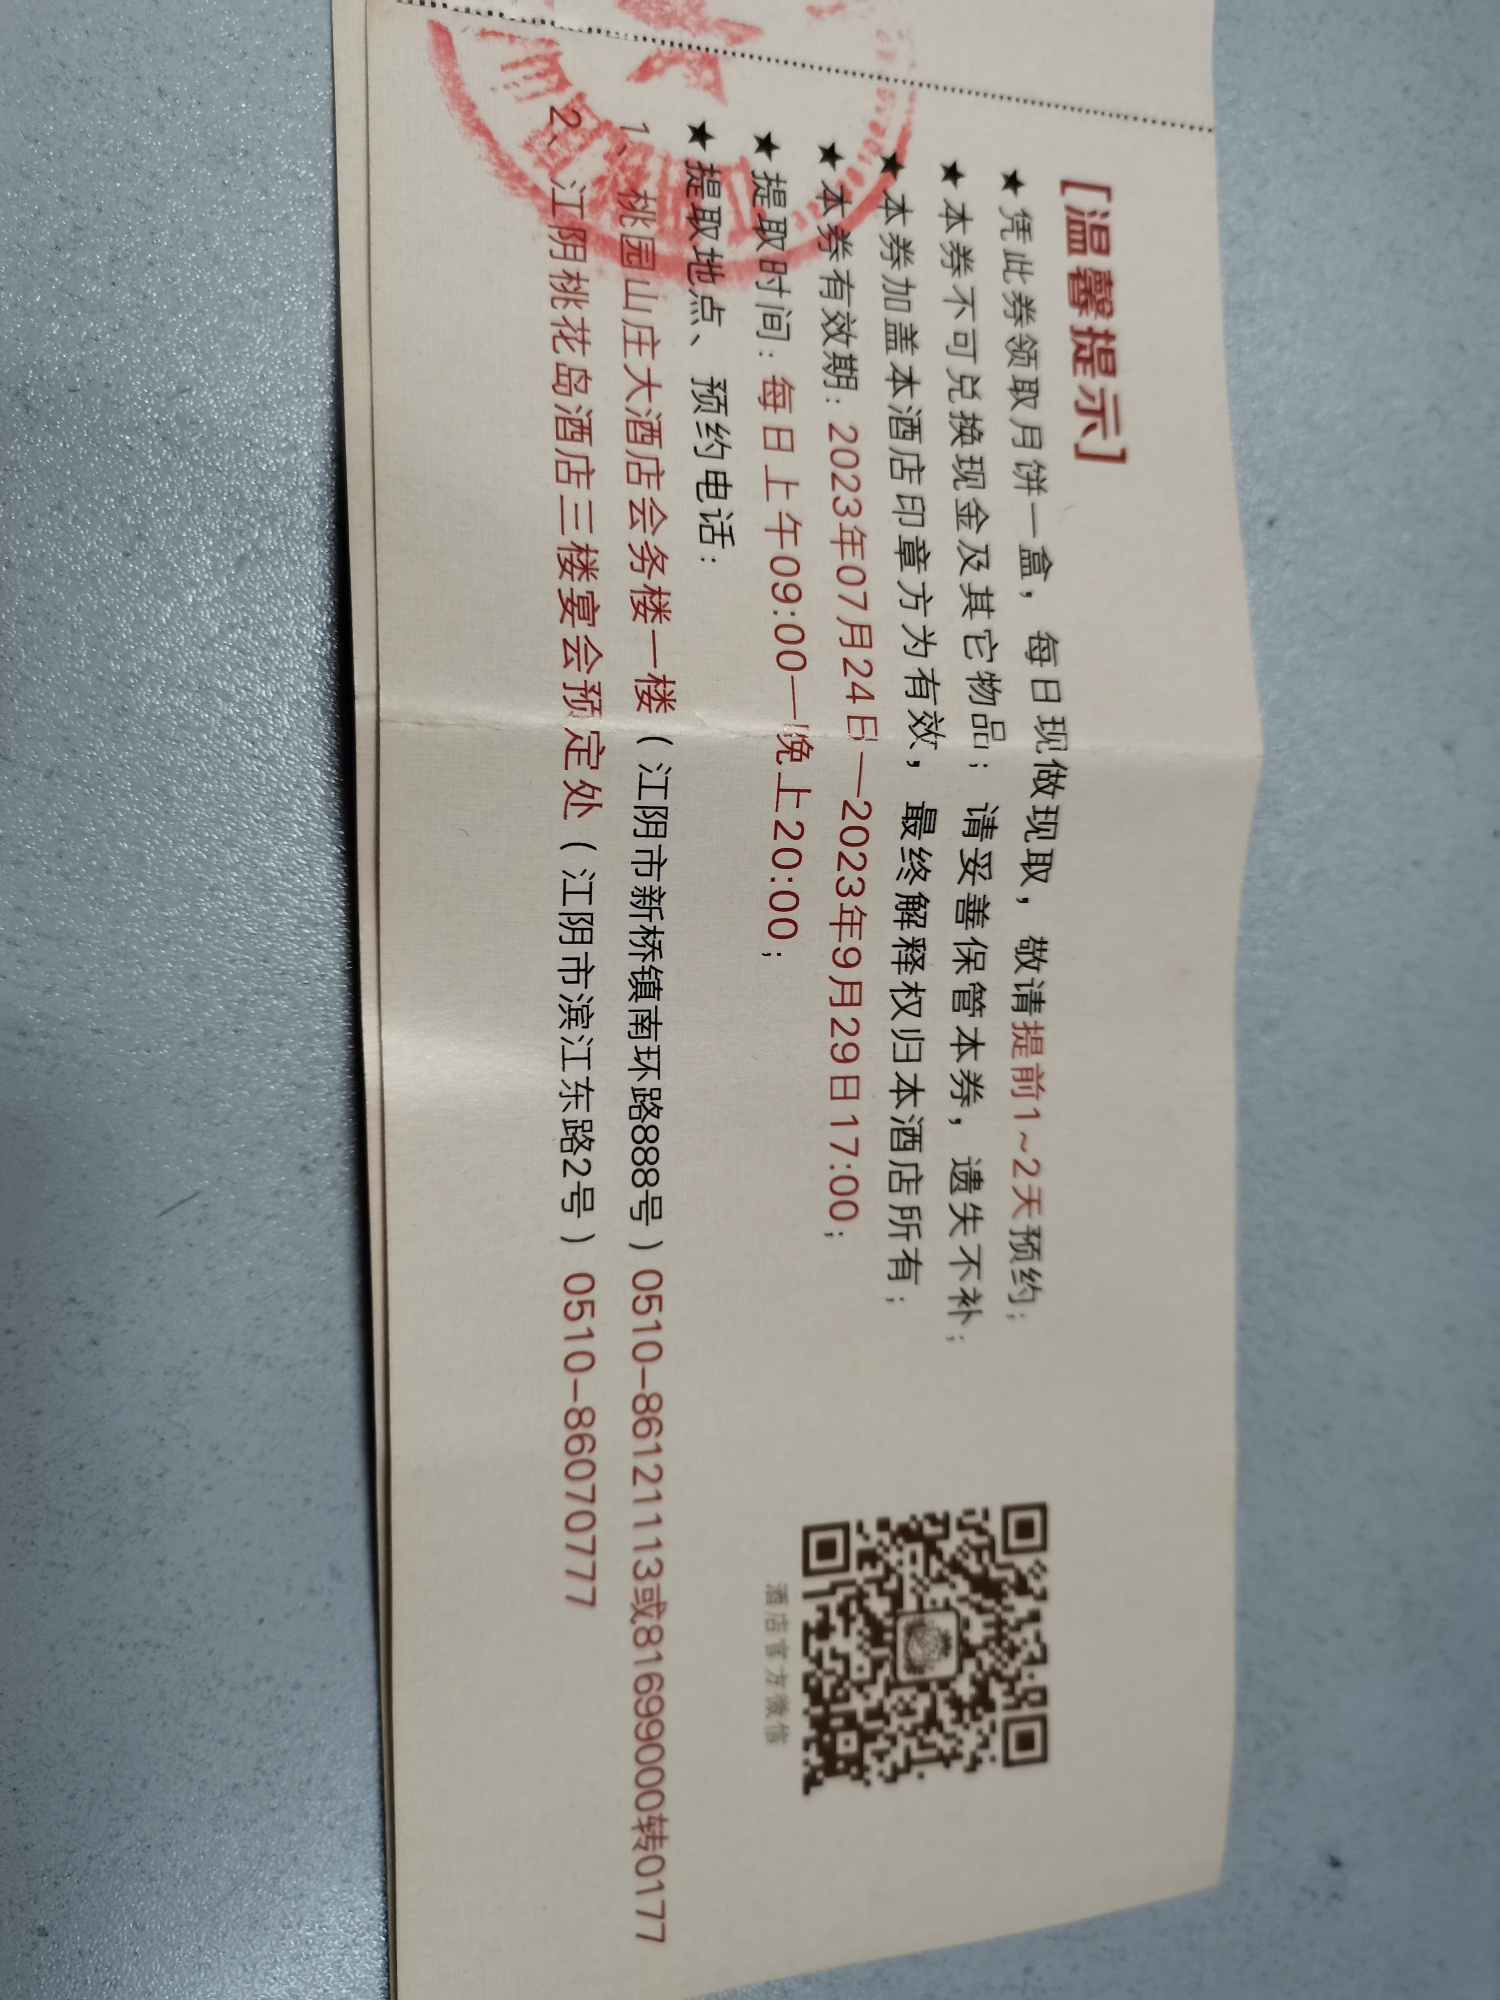 [温馨提示]
★凭此券领取月饼一盒，每日现做现取，敬请提前1~2天预约；
★本券不可兑换现金及其它物品；请妥善保管本券，遗失不补；
★本券加盖本酒店印章方为有效，最终解释权归本酒店所有；
★本券有效期：2023年07月24日—2023年9月29日17:00；
★提取时间：每日上午09:00—晚上20:00；
★提取地点、预约电话：
1、桃园山庄大酒店会务楼一楼（江阴市新桥镇南环路888号）0510-86121113或81699000转0177
2、江阴桃花岛酒店三楼宴会预定处（江阴市滨江东路2号）0510-86070777
酒店官方微信